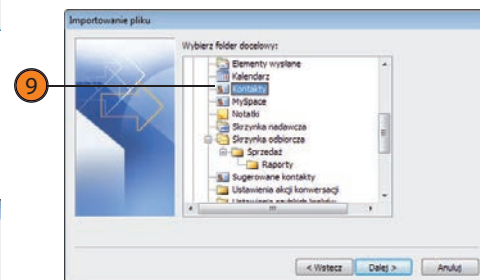 Importowanie pliku
Wybierz folder docelowy:
Elementy wysłane
Kalendarz
9
Kontakty
MySpace
Notatki
Skrzynka nadawcza
Skrzynka odbiorcza
Sprzedaż
Raporty
Sugerowane kontakty
Ustawienia akcji konwersacji
< Wstecz
Dalej >
Anuluj